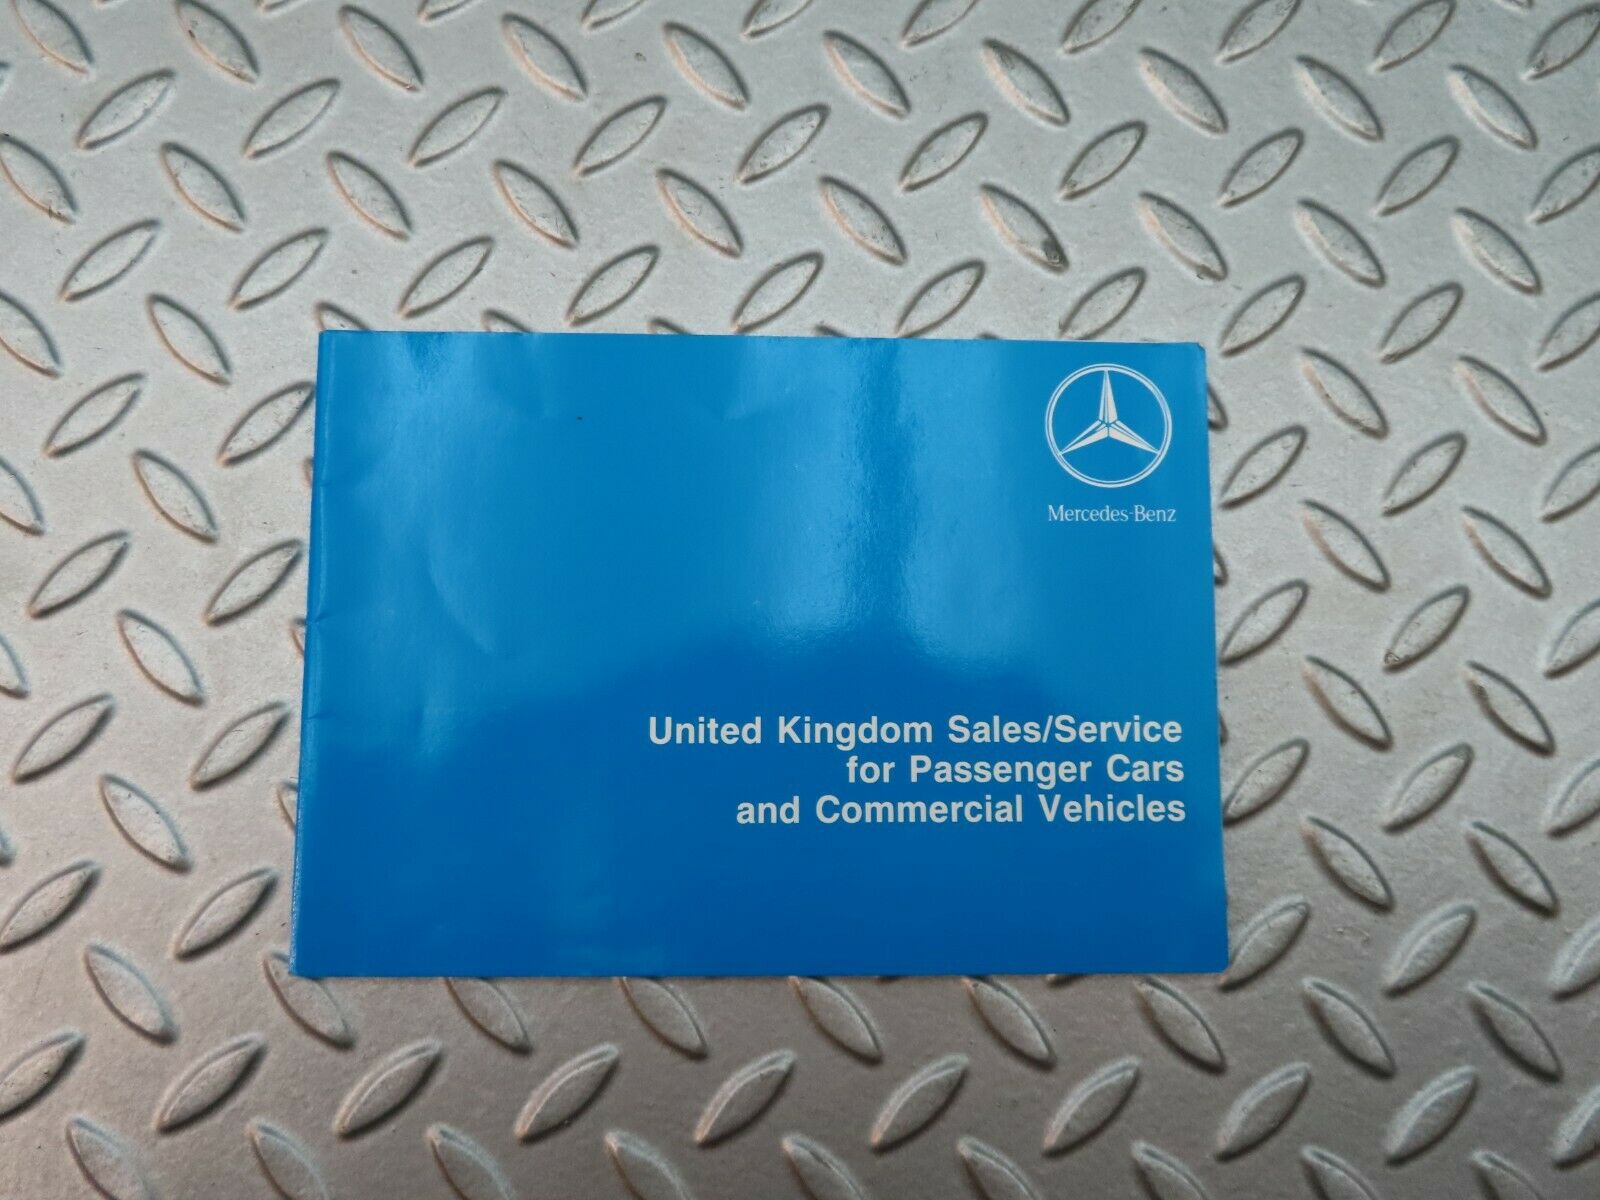 Mercedes-Benz
United Kingdom Sales/Service
for Passenger Cars
and Commercial Vehicles